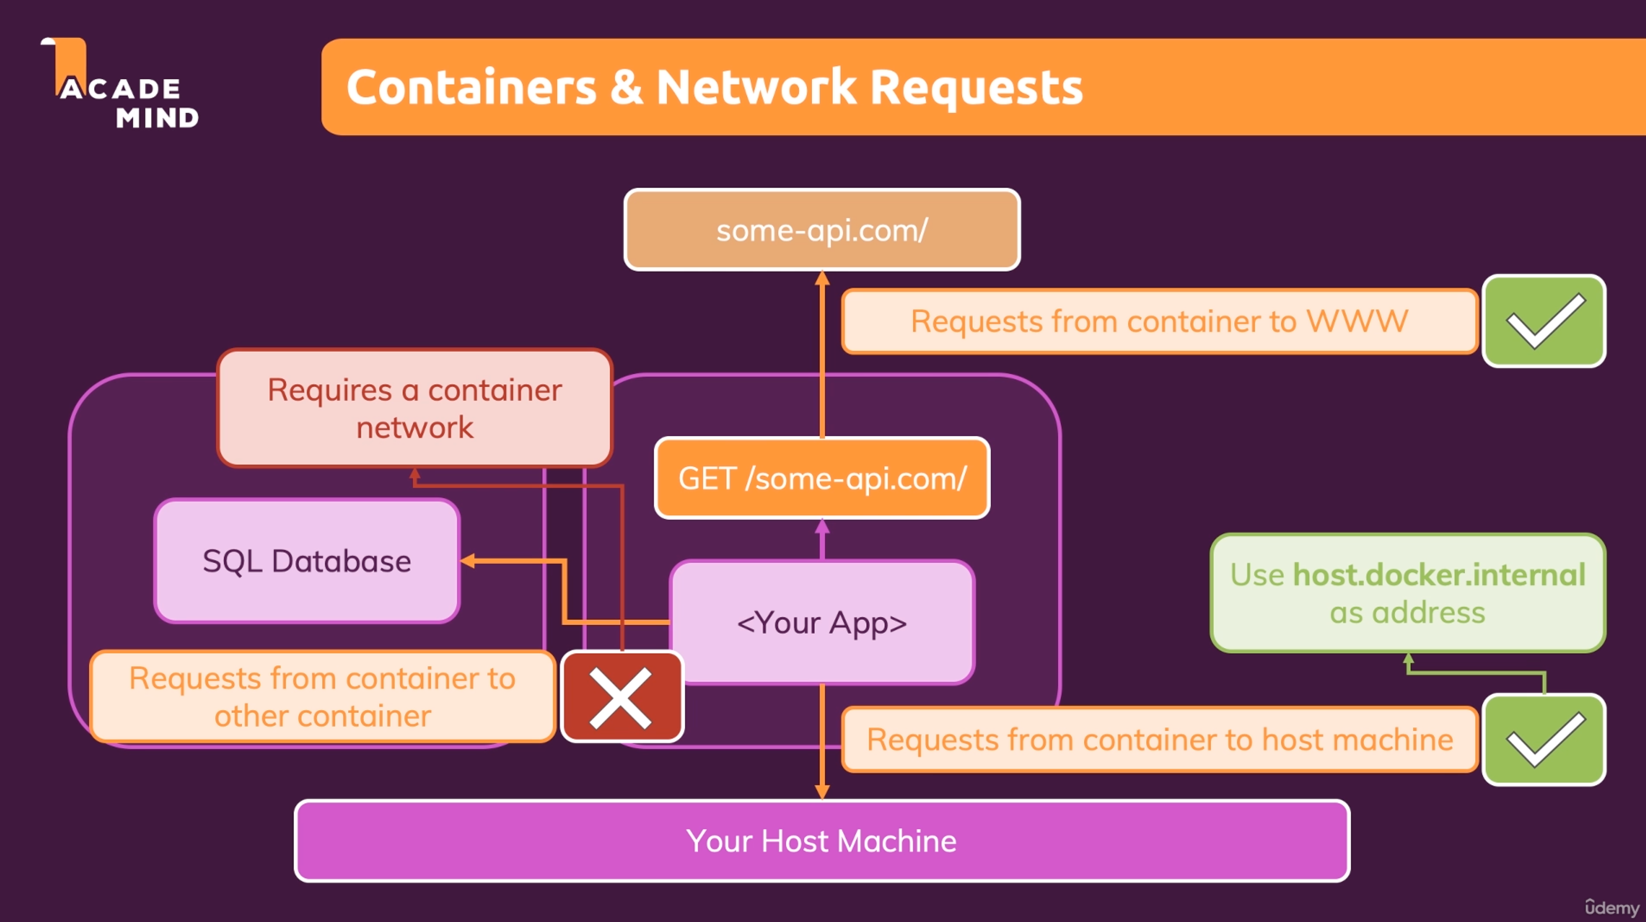 ACADE
MIND
Containers & Network Requests
some-api.com/
Requests from container to WWW
Requires a container
network
GET /some-api.com/
SQL Database
<Your App>
Use host.docker.internal
as address
Requests from container to
other container
Requests from container to host machine
Your Host Machine
ûdemy